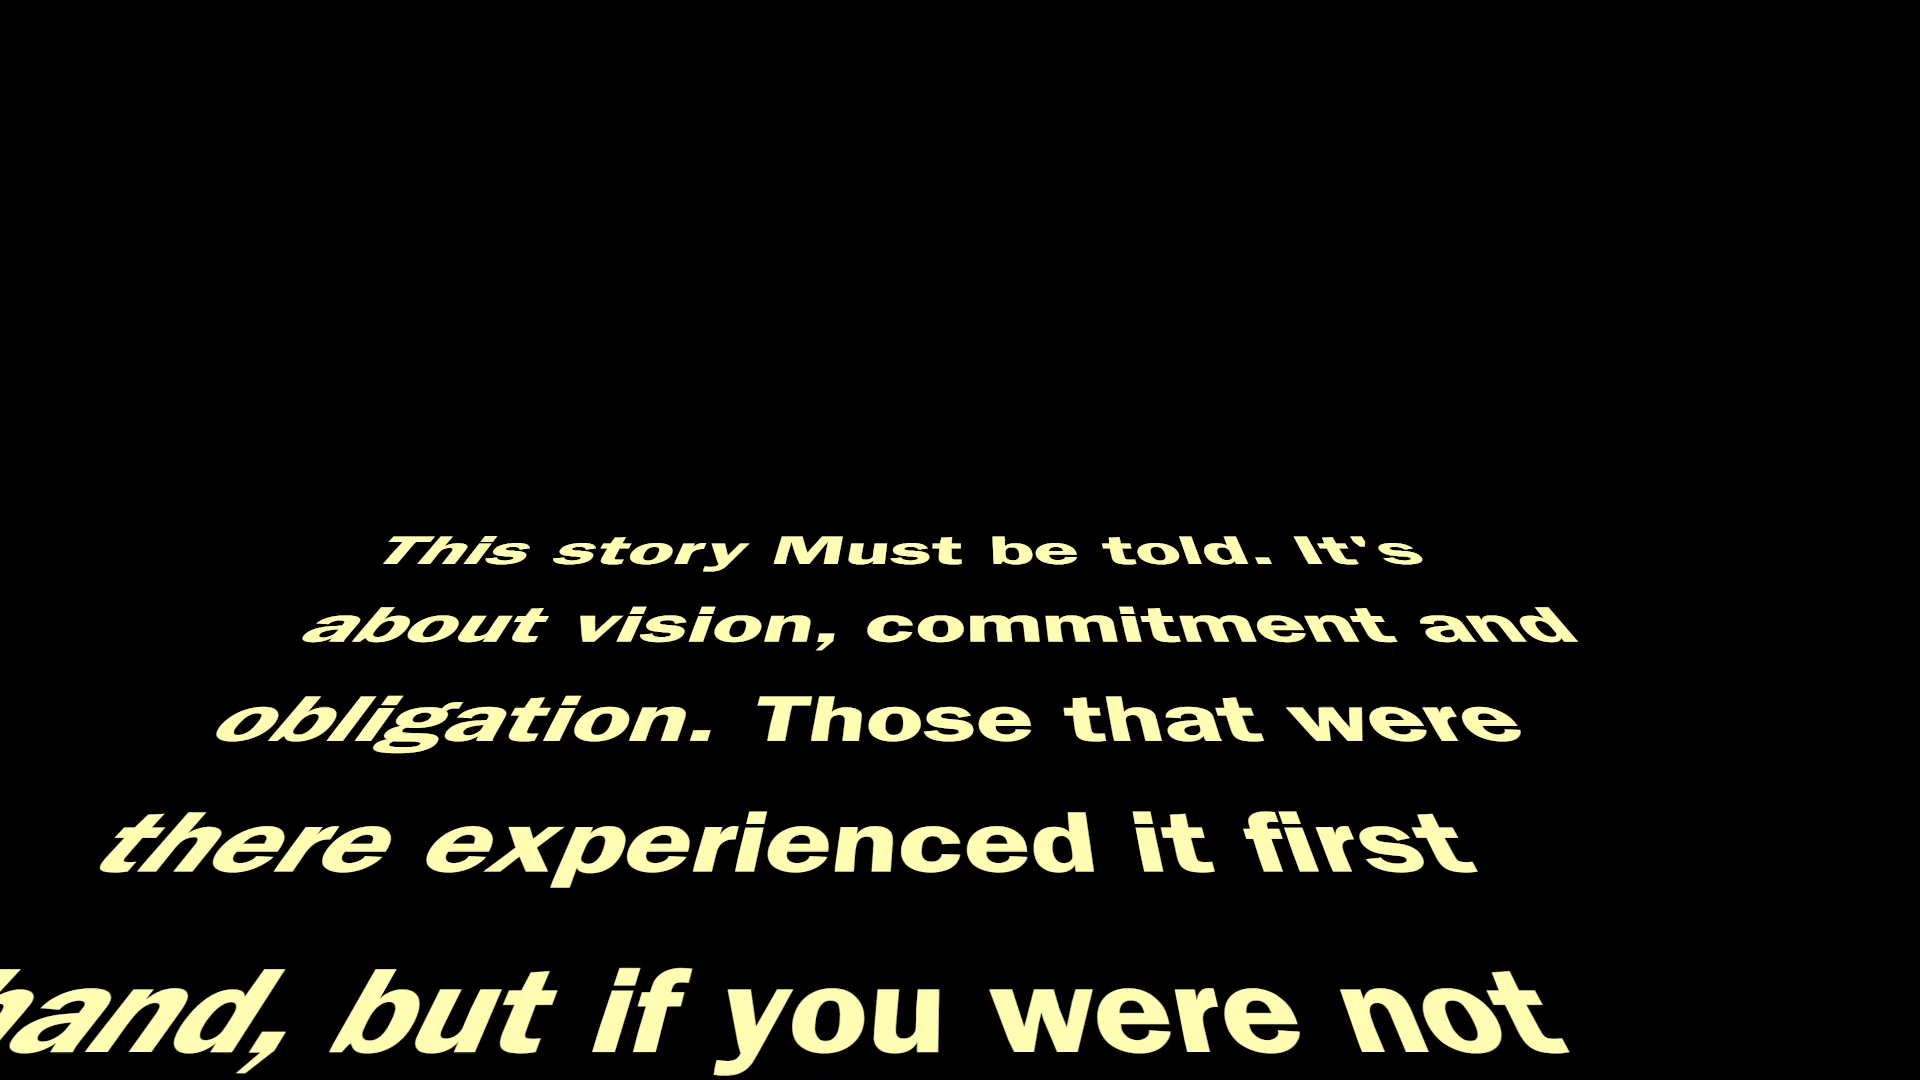 This story Must be told. It's
about vision, commitment and
obligation. Those that were
there experienced it first
hand, but if you were not